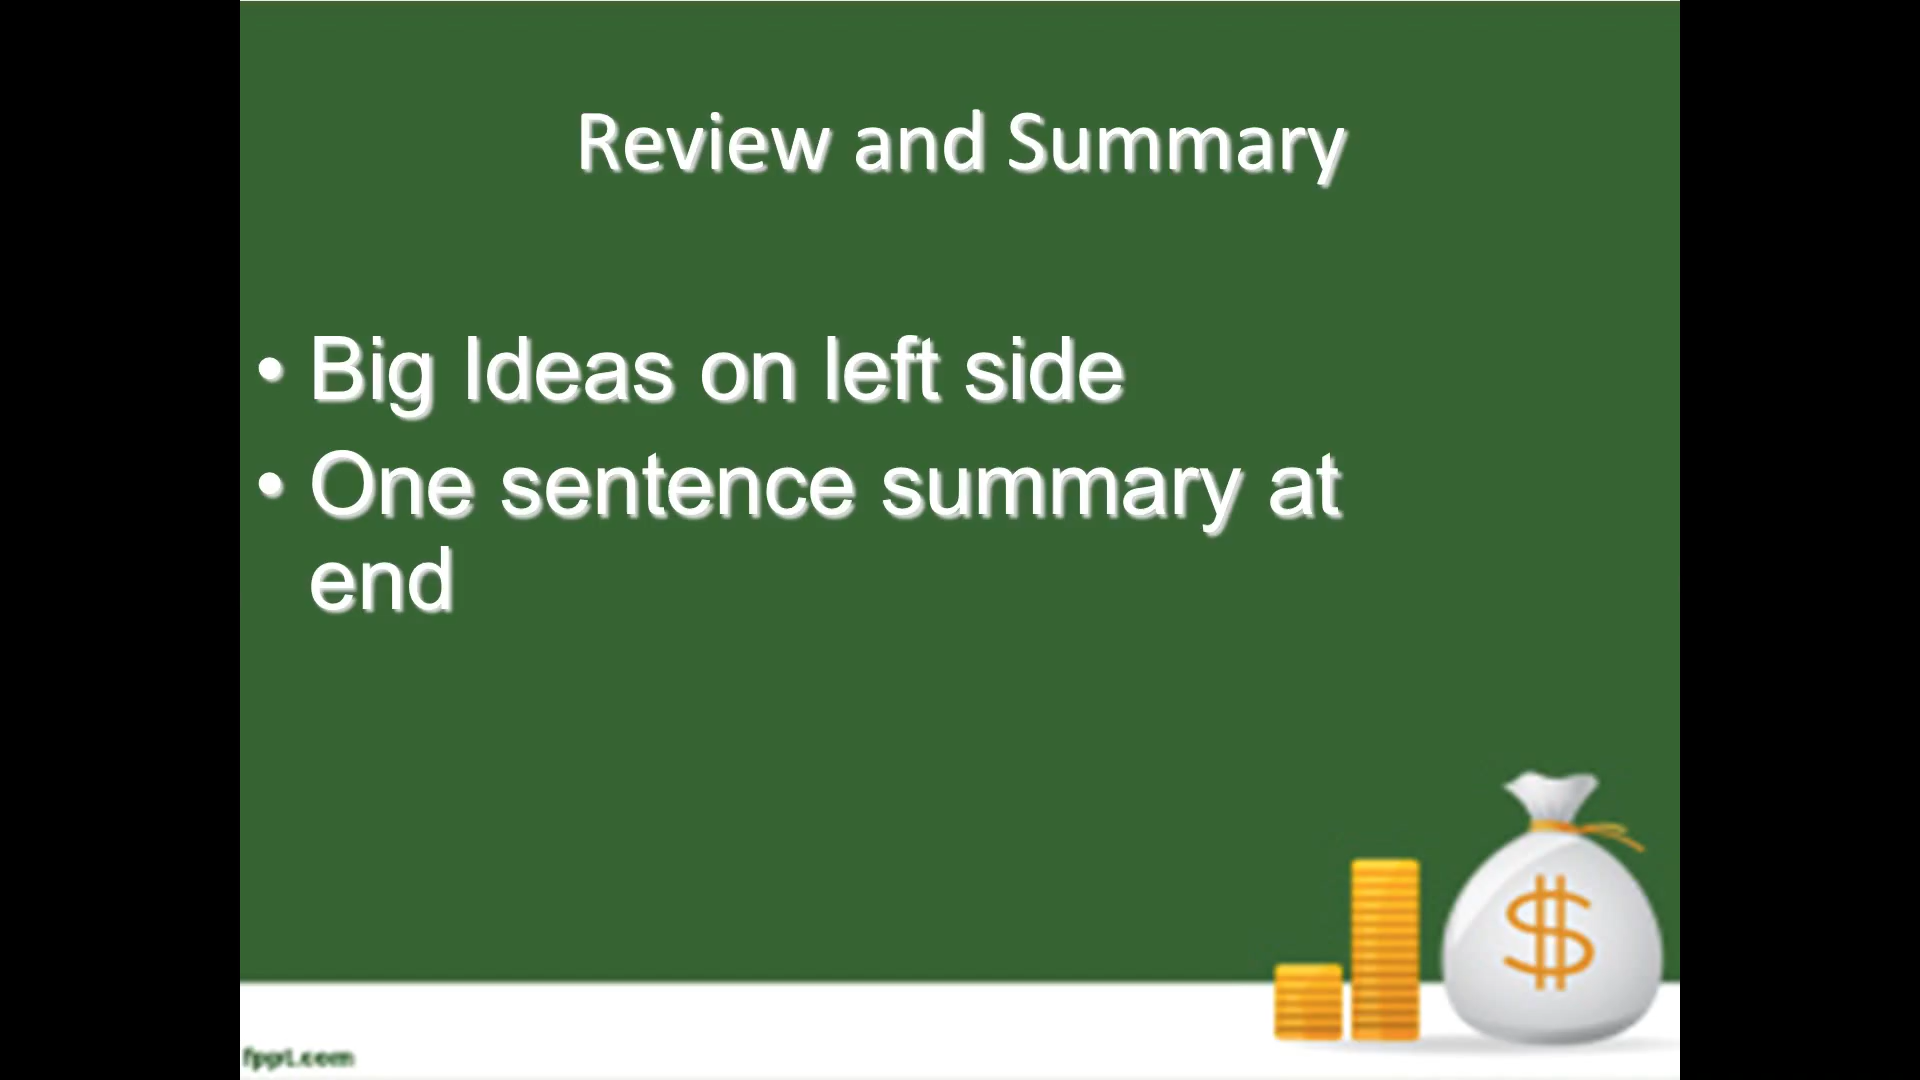 Review and Summary
• Big Ideas on left side
• One sentence summary at
end
$
fppt.com